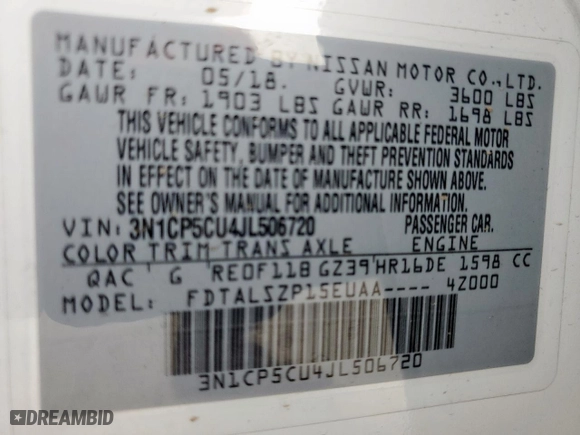 MANUFACTURED BY NISSAN MOTOR CO.,LTD.
DATE: 05/18. GVWR: 3600 LBS
GAWR FR: 1903 LBS GAWR RR: 1698 LBS
THIS VEHICLE CONFORMS TO ALL APPLICABLE FEDERAL MOTOR
VEHICLE SAFETY, BUMPER AND THEFT PREVENTION STANDARDS
IN EFFECT ON THE DATE OF MANUFACTURE SHOWN ABOVE.
SEE OWNER'S MANUAL FOR ADDITIONAL INFORMATION.
VIN: 3N1CP5CU4JL506720 PASSENGER CAR.
COLOR TRIM TRANS AXLE ENGINE
QAC G RE0F11B GZ39 HR16DE 1598 CC
MODEL: FDTALSZP15EUAA---- 4Z000
3N1CP5CU4JL506720
DREAMBID